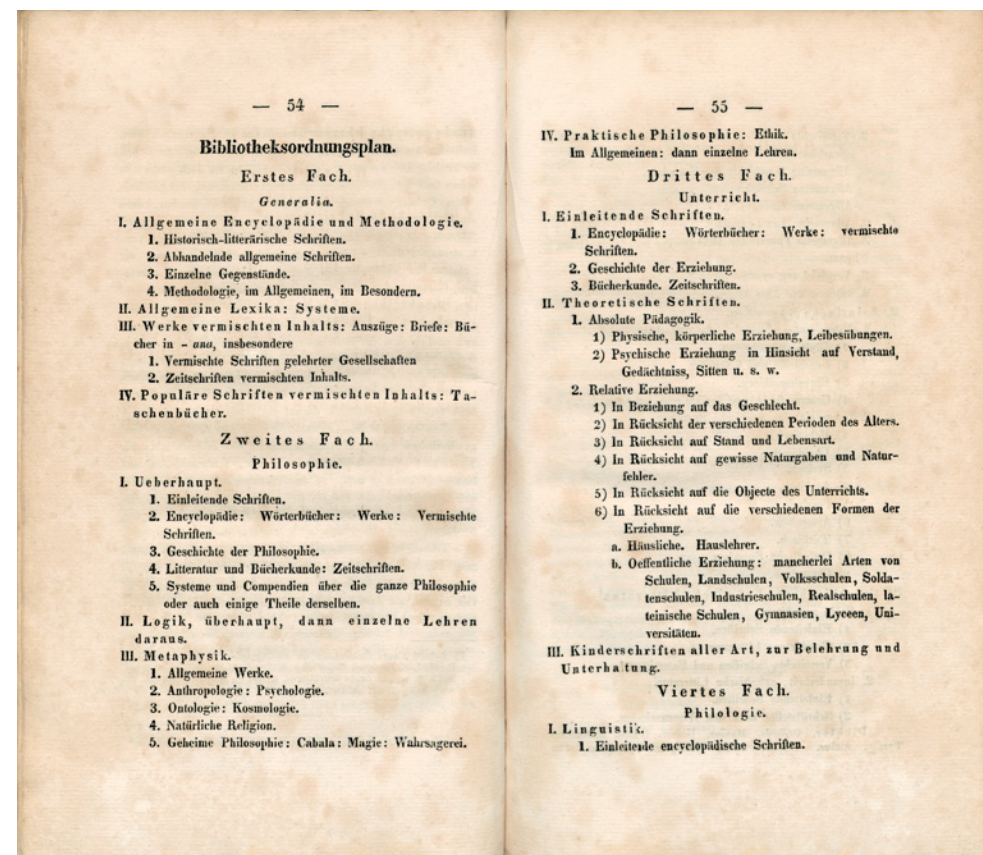 — 54 —
Bibliotheksordnungsplan.
Erstes Fach.
Generalia.
I. Allgemeine Encyclopädie und Methodologie.
1. Historisch-litterärische Schriften.
2. Abhandelnde allgemeine Schriften.
3. Einzelne Gegenstände.
4. Methodologie, im Allgemeinen, im Besondern.
II. Allgemeine Lexika: Systeme.
III. Werke vermischten Inhalts: Auszüge: Briefe: Bü-
cher in - ana, insbesondere
1. Vermischte Schriften gelehrter Gesellschaften
2. Zeitschriften vermischten Inhalts.
IV. Populäre Schriften vermischten Inhalts: Ta-
schenbücher.
Zweites Fach.
Philosophie.
I. Ueberhaupt.
1. Einleitende Schriften.
2. Encyclopädie: Wörterbücher: Werke: Vermischte
Schriften.
3. Geschichte der Philosophie.
4. Litteratur und Bücherkunde: Zeitschriften.
5. Systeme und Compendien über die ganze Philosophie
oder auch einige Theile derselben.
II. Logik, überhaupt, dann einzelne Lehren
daraus.
III. Metaphysik.
1. Allgemeine Werke.
2. Anthropologie: Psychologie.
3. Ontologie: Kosmologie.
4. Natürliche Religion.
5. Geheime Philosophie: Cabala: Magie: Wahrsagerei.
— 55 —
IV. Praktische Philosophie: Ethik.
Im Allgemeinen: dann einzelne Lehren.
Drittes Fach.
Unterricht.
I. Einleitende Schriften.
1. Encyclopädie: Wörterbücher: Werke: vermischte
Schriften.
2. Geschichte der Erziehung.
3. Bücherkunde. Zeitschriften.
II. Theoretische Schriften.
1. Absolute Pädagogik.
1) Physische, körperliche Erziehung, Leibesübungen.
2) Psychische Erziehung in Hinsicht auf Verstand,
Gedächtniss, Sitten u. s. w.
2. Relative Erziehung.
1) In Beziehung auf das Geschlecht.
2) In Rücksicht der verschiedenen Perioden des Alters.
3) In Rücksicht auf Stand und Lebensart.
4) In Rücksicht auf gewisse Naturgaben und Natur-
fehler.
5) In Rücksicht auf die Objecte des Unterrichts.
6) In Rücksicht auf die verschiedenen Formen der
Erziehung.
a. Häusliche. Hauslehrer.
b. Oeffentliche Erziehung: mancherlei Arten von
Schulen, Landschulen, Volksschulen, Solda-
tenschulen, Industrieschulen, Realschulen, la-
teinische Schulen, Gymnasien, Lyceen, Uni-
versitäten.
III. Kinderschriften aller Art, zur Belehrung und
Unterha tung.
Viertes Fach.
Philologie.
I. Linguistik.
1. Einleitende encyclopädische Schriften.